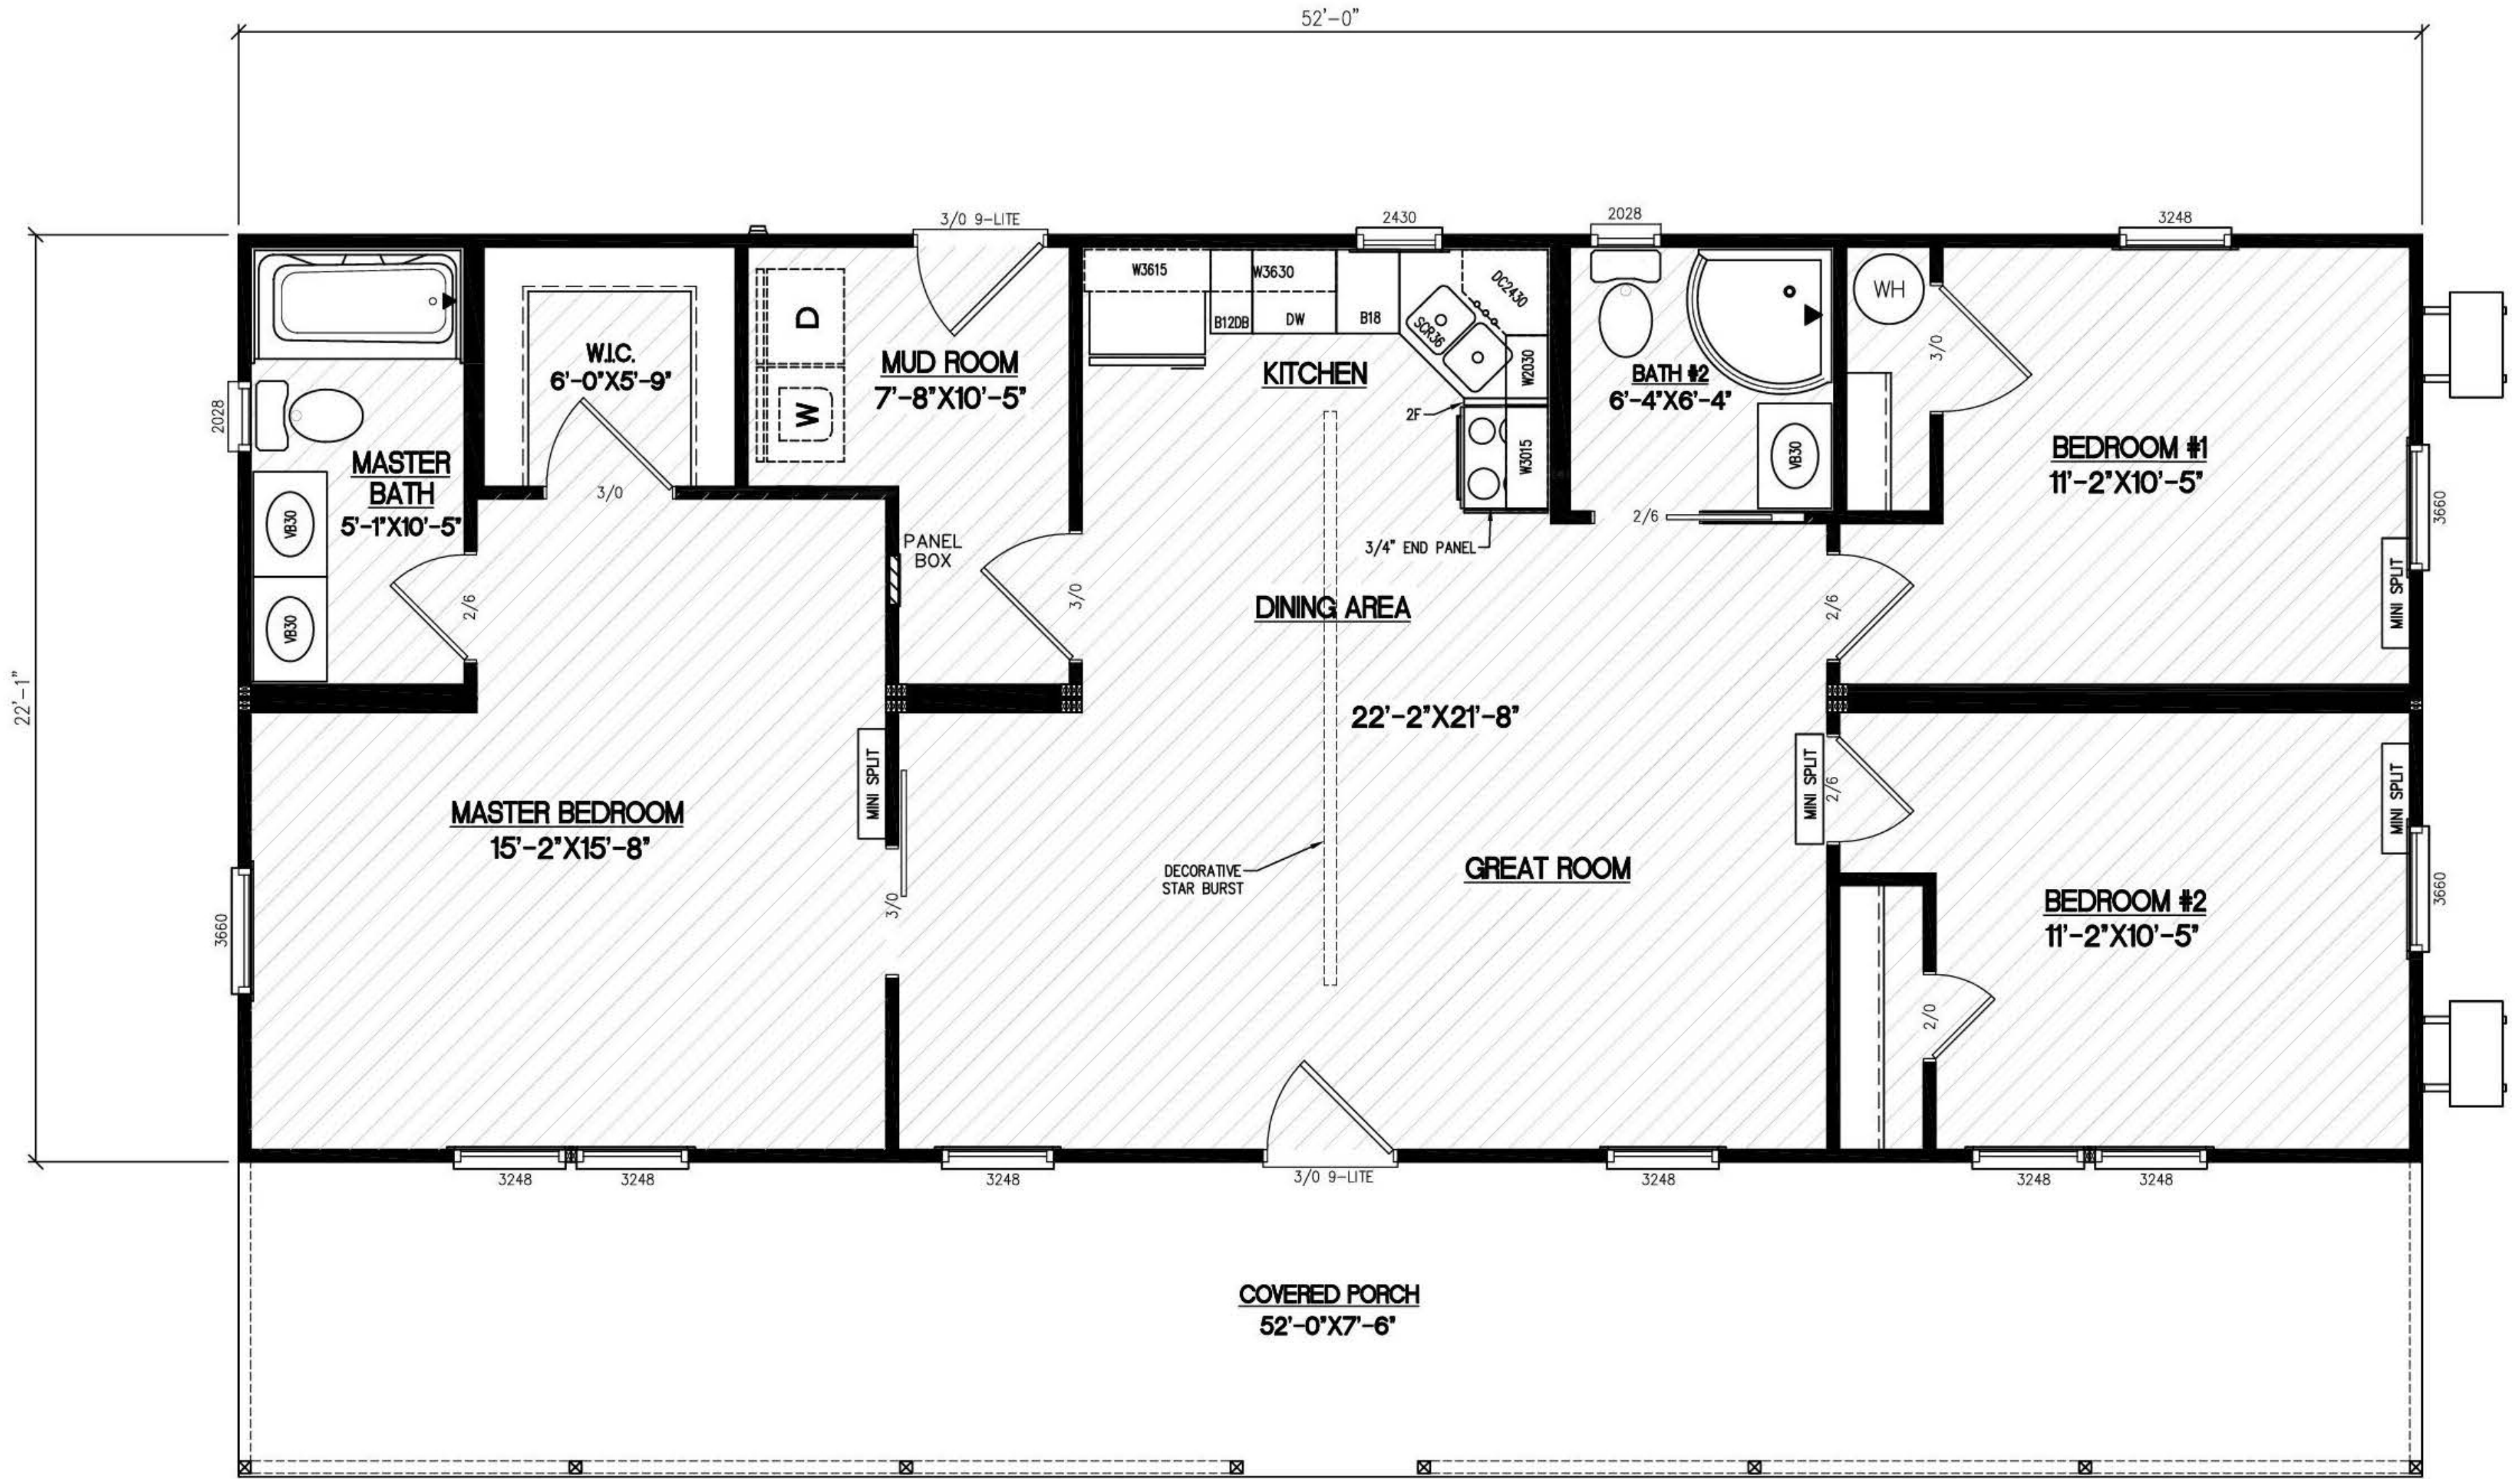 52'-0"
3/0 9-LITE
2430
2028
3248
W3615
W3630
DC2430
WH
D
B12DB
DW
B18
SCR36
W.I.C.
6'-0"X5'-9"
MUD ROOM
7'-8"X10'-5"
KITCHEN
W2030
BATH #2
6'-4"X6'-4"
3/0
2028
W
2F
MASTER
BATH
5'-1"X10'-5"
VB30
3/0
W3015
VB30
BEDROOM #1
11'-2"X10'-5"
3660
2/6
PANEL
BOX
3/4" END PANEL
MINI SPLIT
VB30
2/6
3/0
DINING AREA
2/6
22'-1"
22'-2"X21'-8"
MINI SPLIT
MINI SPLIT
2/6
MINI SPLIT
MASTER BEDROOM
15'-2"X15'-8"
DECORATIVE
STAR BURST
GREAT ROOM
3660
3/0
BEDROOM #2
11'-2"X10'-5"
3660
2/0
3248
3248
3248
3/0 9-LITE
3248
3248
3248
COVERED PORCH
52'-0"X7'-6"